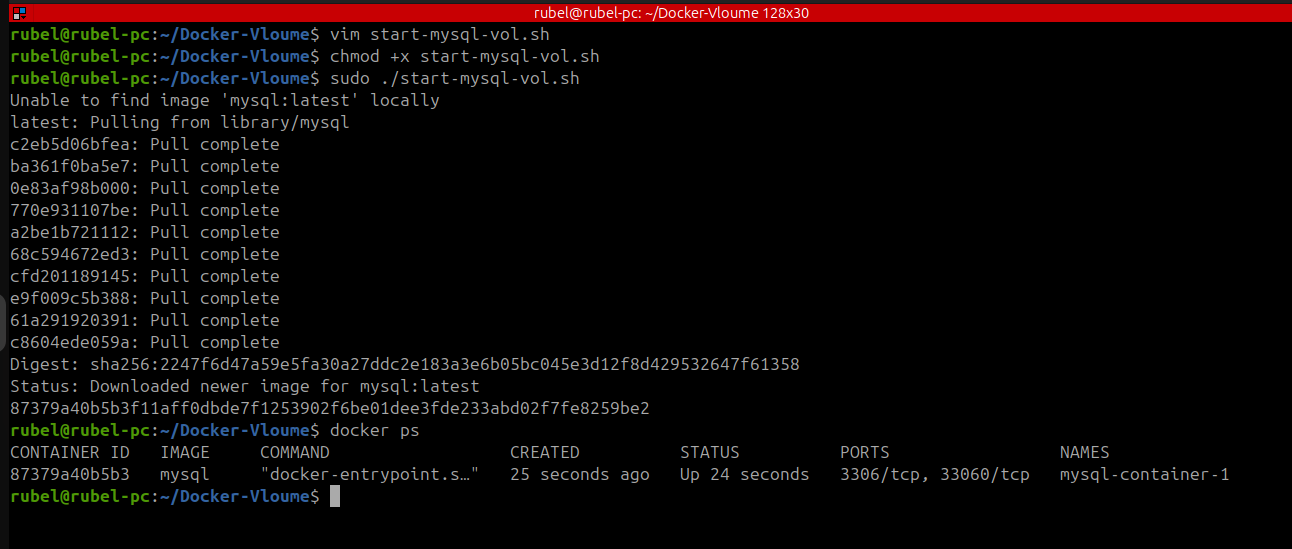 rubel@rubel-pc: ~/Docker-Vloume 128x30
rubel@rubel-pc:~/Docker-Vloume$ vim start-mysql-vol.sh
rubel@rubel-pc:~/Docker-Vloume$ chmod +x start-mysql-vol.sh
rubel@rubel-pc:~/Docker-Vloume$ sudo ./start-mysql-vol.sh
Unable to find image 'mysql:latest' locally
latest: Pulling from library/mysql
c2eb5d06bfea: Pull complete
ba361f0ba5e7: Pull complete
0e83af98b000: Pull complete
770e931107be: Pull complete
a2be1b721112: Pull complete
68c594672ed3: Pull complete
cfd201189145: Pull complete
e9f009c5b388: Pull complete
61a291920391: Pull complete
c8604ede059a: Pull complete
Digest: sha256:2247f6d47a59e5fa30a27ddc2e183a3e6b05bc045e3d12f8d429532647f61358
Status: Downloaded newer image for mysql:latest
87379a40b5b3f11aff0dbde7f1253902f6be01dee3fde233abd02f7fe8259be2
rubel@rubel-pc:~/Docker-Vloume$ docker ps
CONTAINER ID   IMAGE     COMMAND                  CREATED          STATUS          PORTS                 NAMES
87379a40b5b3   mysql     "docker-entrypoint.s…"   25 seconds ago   Up 24 seconds   3306/tcp, 33060/tcp   mysql-container-1
rubel@rubel-pc:~/Docker-Vloume$